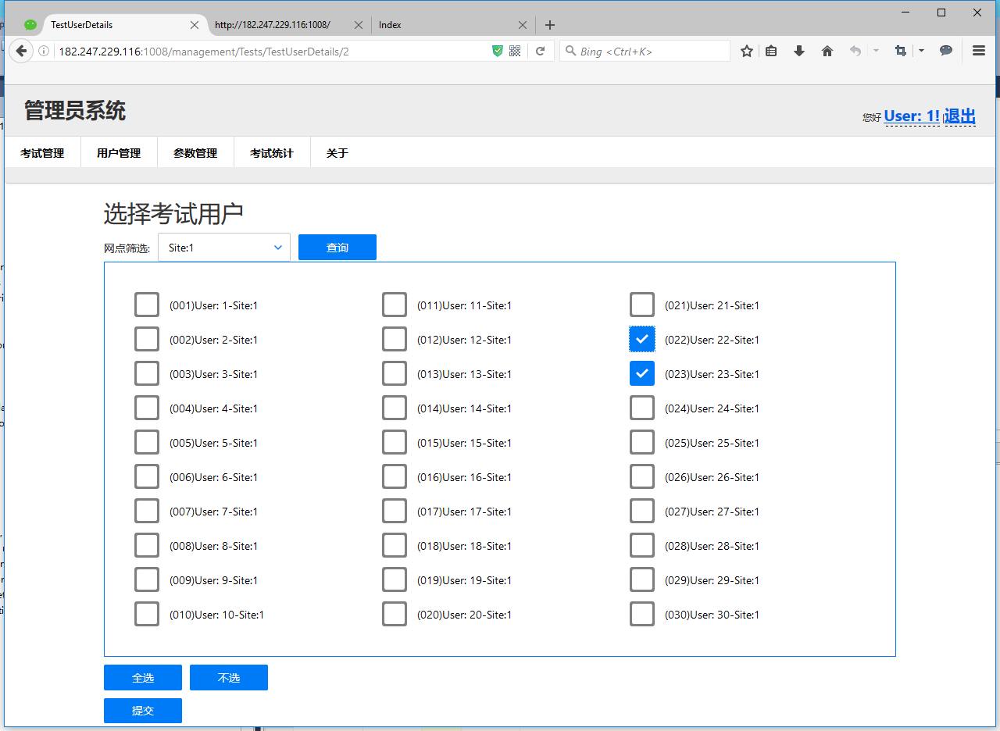 TestUserDetails
http://182.247.229.116:1008/
Index
182.247.229.116:1008/management/Tests/TestUserDetails/2
Bing <Ctrl+K>
管理员系统
您好 User: 1! |退出
考试管理
用户管理
参数管理
考试统计
关于
选择考试用户
网点筛选:
Site:1
查询
(001)User: 1-Site:1
(011)User: 11-Site:1
(021)User: 21-Site:1
(002)User: 2-Site:1
(012)User: 12-Site:1
(022)User: 22-Site:1
(003)User: 3-Site:1
(013)User: 13-Site:1
(023)User: 23-Site:1
(004)User: 4-Site:1
(014)User: 14-Site:1
(024)User: 24-Site:1
(005)User: 5-Site:1
(015)User: 15-Site:1
(025)User: 25-Site:1
(006)User: 6-Site:1
(016)User: 16-Site:1
(026)User: 26-Site:1
(007)User: 7-Site:1
(017)User: 17-Site:1
(027)User: 27-Site:1
(008)User: 8-Site:1
(018)User: 18-Site:1
(028)User: 28-Site:1
(009)User: 9-Site:1
(019)User: 19-Site:1
(029)User: 29-Site:1
(010)User: 10-Site:1
(020)User: 20-Site:1
(030)User: 30-Site:1
全选
不选
提交